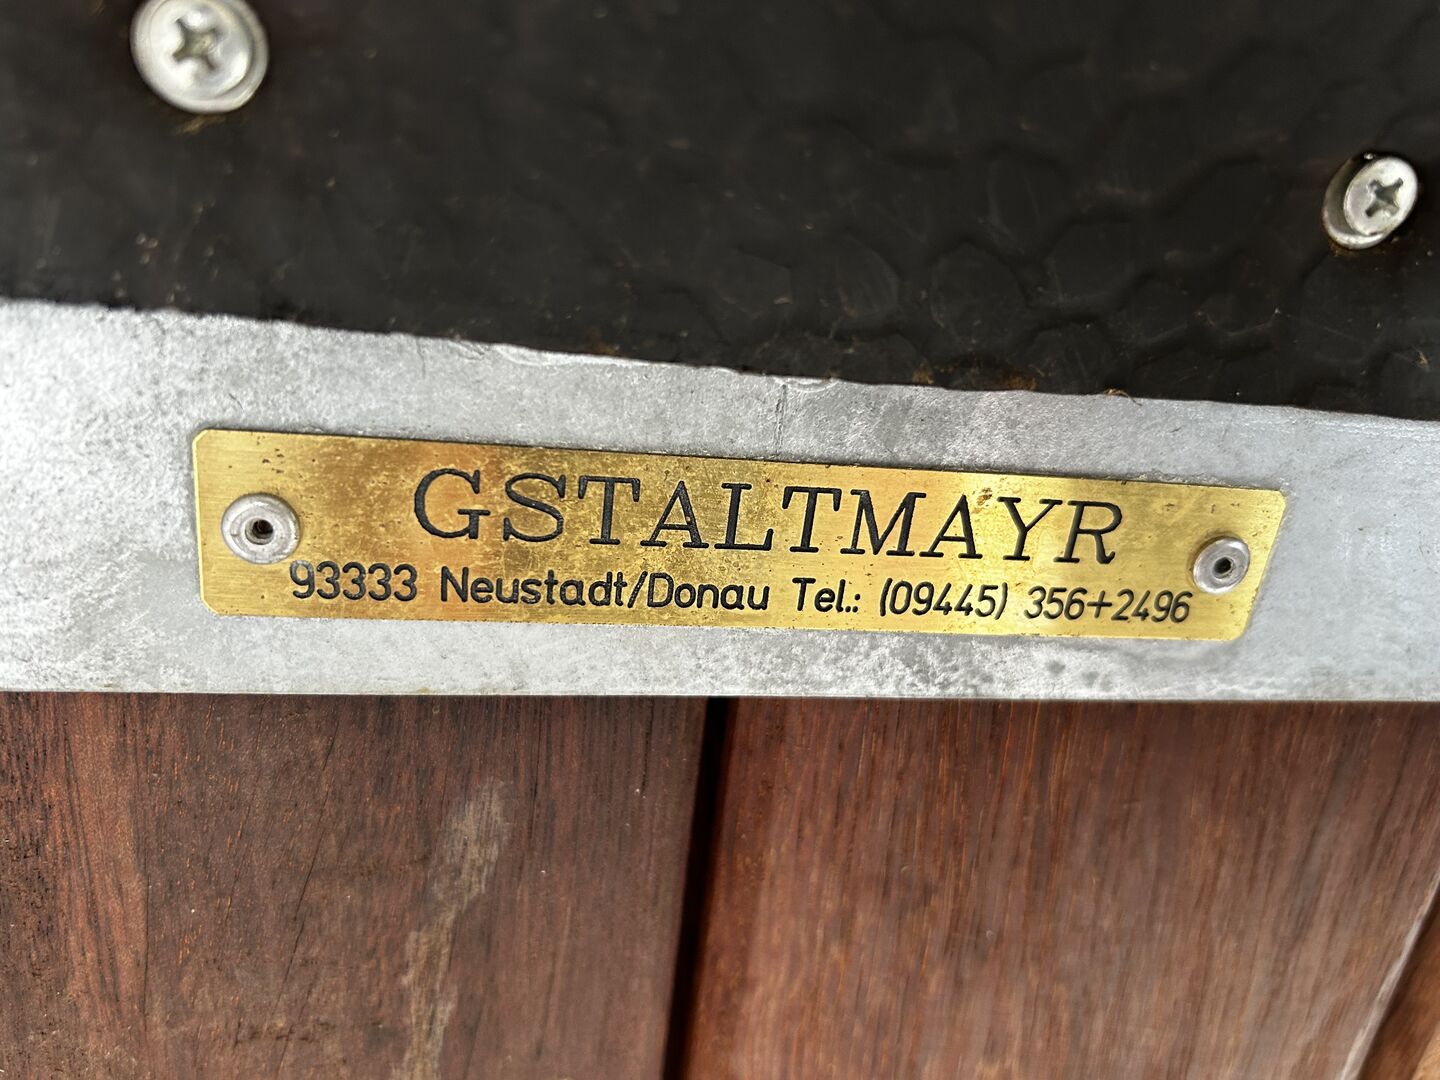 GSTALTMAYR
93333 Neustadt/Donau Tel.: (09445) 356+2496